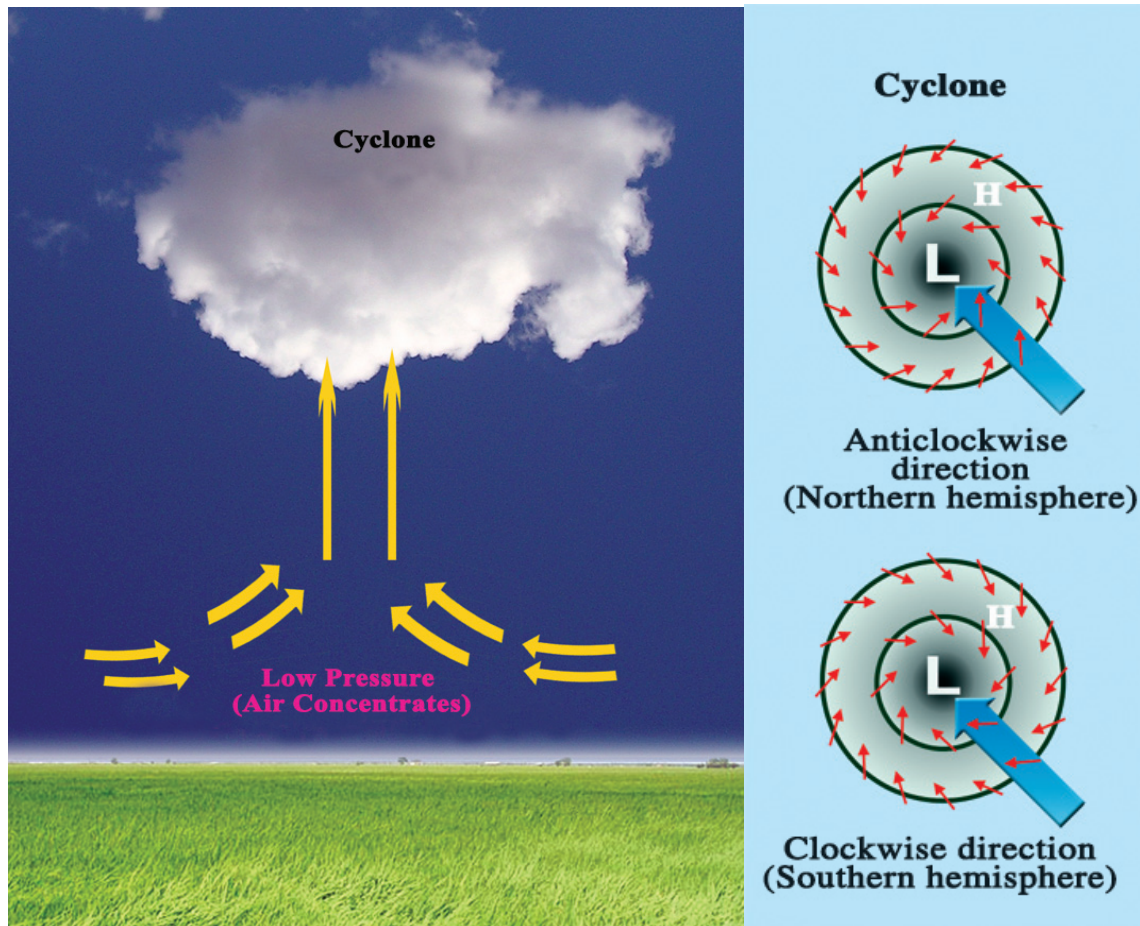 Cyclone
Low Pressure
(Air Concentrates)
Cyclone
H
L
Anticlockwise
direction
(Northern hemisphere)
H
L
Clockwise direction
(Southern hemisphere)